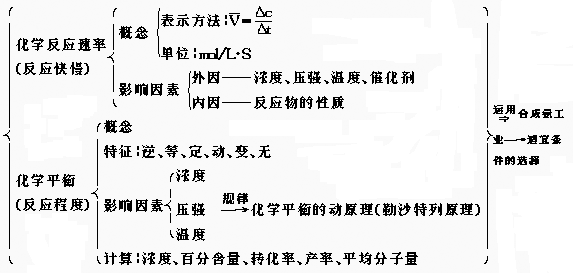 表示方法:V̄=Δc/Δt
概念
化学反应速率
(反应快慢)
单位:mol/L·S
外因——浓度、压强、温度、催化剂
影响因素
内因——反应物的性质
运用
⇒合成氨工
业——→适宜条
件的选择
概念
特征:逆、等、定、动、变、无
化学平衡
(反应程度)
浓度
影响因素
压强
规律
→化学平衡的动原理(勒沙特列原理)
温度
计算:浓度、百分含量、转化率、产率、平均分子量